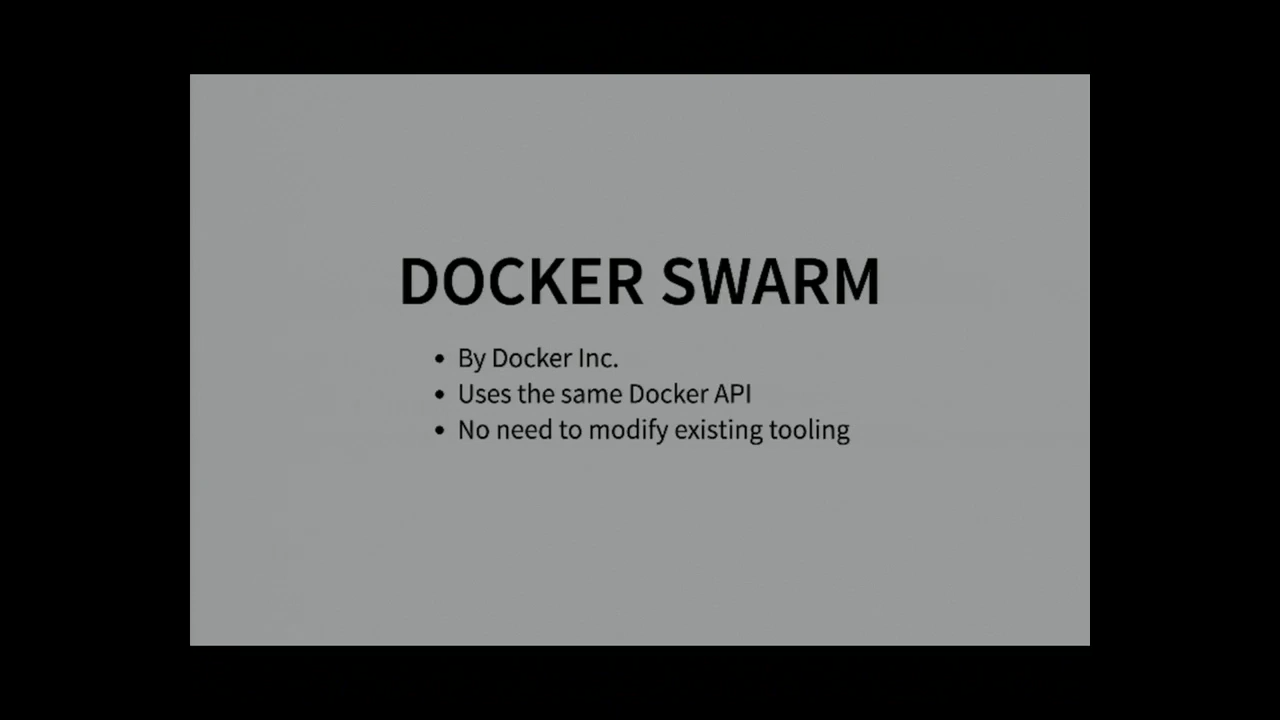 DOCKER SWARM
• By Docker Inc.
• Uses the same Docker API
• No need to modify existing tooling